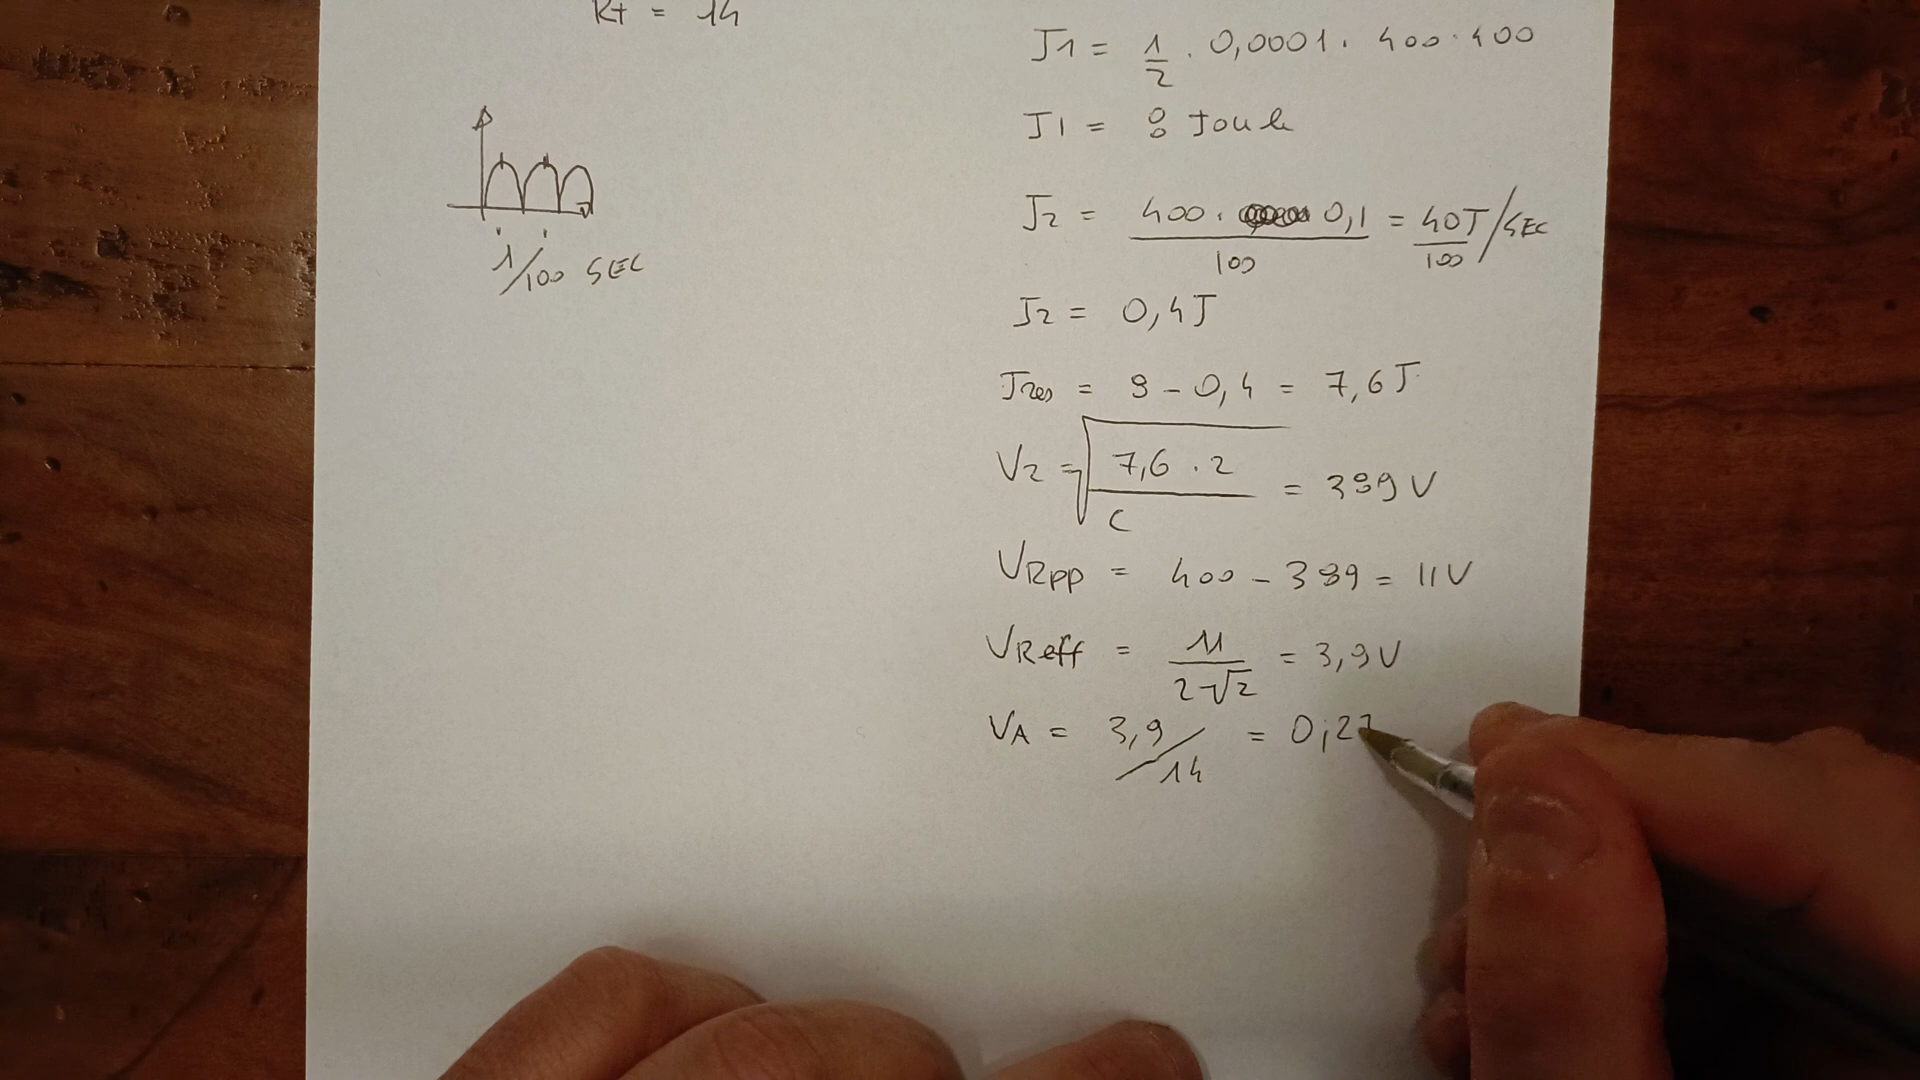 Rt = 14
1/100 SEC
J1 = 1/2 · 0,0001 · 400 · 400
J1 = 8 Joule
J2 = 400 · 0,1 / 100 = 40J/100 /SEC
J2 = 0,4J
Jres = 8 - 0,4 = 7,6J
V2 = √(7,6 · 2 / C) = 389V
VRPP = 400 - 389 = 11V
VReff = 11 / 2√2 = 3,9V
VA = 3,9/14 = 0,27